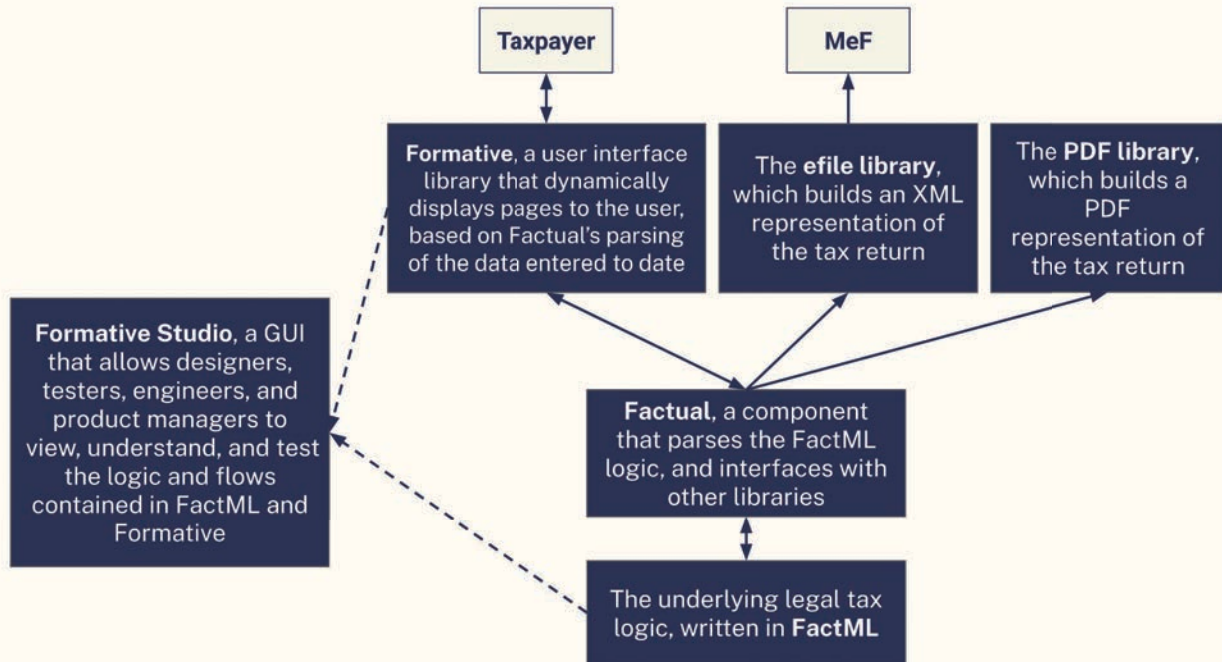 Taxpayer
MeF
Formative, a user interface
library that dynamically
displays pages to the user,
based on Factual’s parsing
of the data entered to date
The efile library,
which builds an XML
representation of
the tax return
The PDF library,
which builds a
PDF
representation of
the tax return
Formative Studio, a GUI
that allows designers,
testers, engineers, and
product managers to
view, understand, and test
the logic and flows
contained in FactML and
Formative
Factual, a component
that parses the FactML
logic, and interfaces with
other libraries
The underlying legal tax
logic, written in FactML